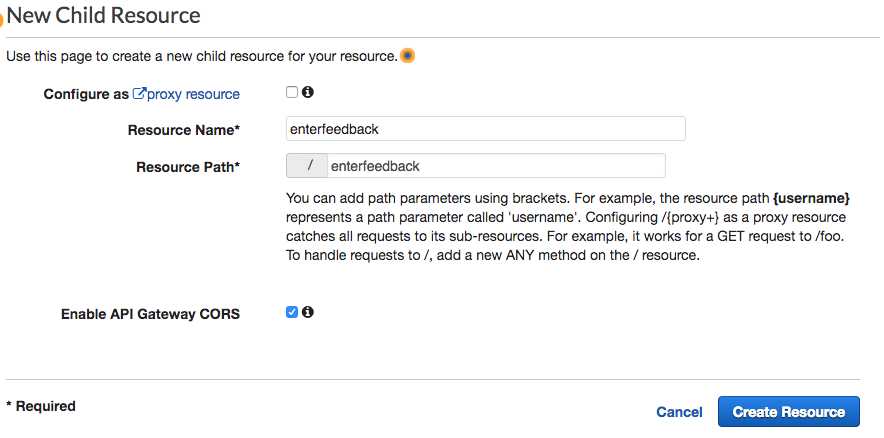 New Child Resource
Use this page to create a new child resource for your resource.
Configure as proxy resource
Resource Name* enterfeedback
Resource Path* / enterfeedback
You can add path parameters using brackets. For example, the resource path {username}
represents a path parameter called 'username'. Configuring /{proxy+} as a proxy resource
catches all requests to its sub-resources. For example, it works for a GET request to /foo.
To handle requests to /, add a new ANY method on the / resource.
Enable API Gateway CORS
* Required
Cancel Create Resource